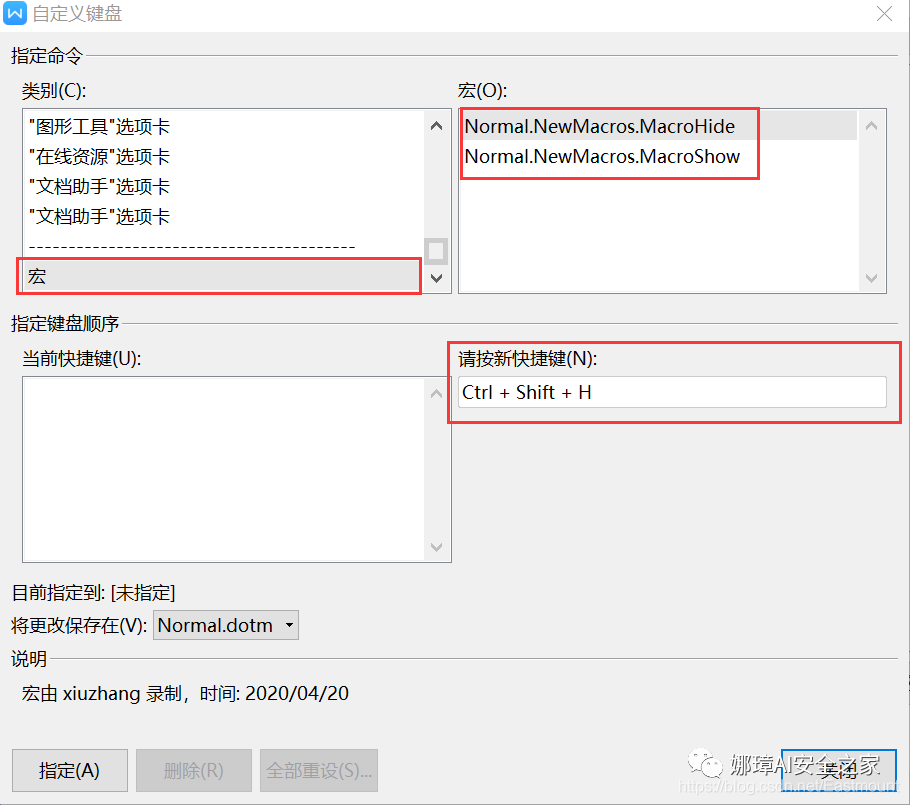 自定义键盘
指定命令
类别(C):
宏(O):
"图形工具"选项卡
"在线资源"选项卡
"文档助手"选项卡
"文档助手"选项卡
----------------------------------------
宏
Normal.NewMacros.MacroHide
Normal.NewMacros.MacroShow
指定键盘顺序
当前快捷键(U):
请按新快捷键(N):
Ctrl + Shift + H
目前指定到: [未指定]
将更改保存在(V): Normal.dotm
说明
宏由 xiuzhang 录制，时间: 2020/04/20
指定(A) 删除(R) 全部重设(S)... 关闭
娜璋AI安全之家
https://blog.csdn.net/Eastmount